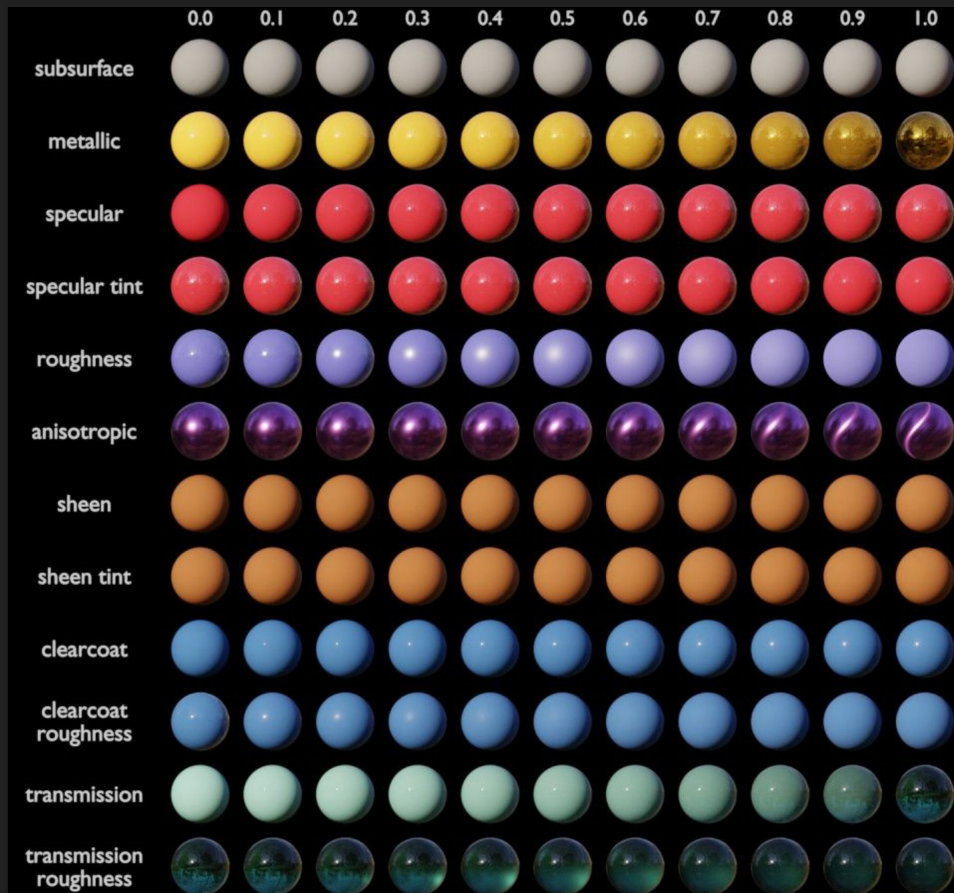 0.0 0.1 0.2 0.3 0.4 0.5 0.6 0.7 0.8 0.9 1.0
subsurface
metallic
specular
specular tint
roughness
anisotropic
sheen
sheen tint
clearcoat
clearcoat
roughness
transmission
transmission
roughness